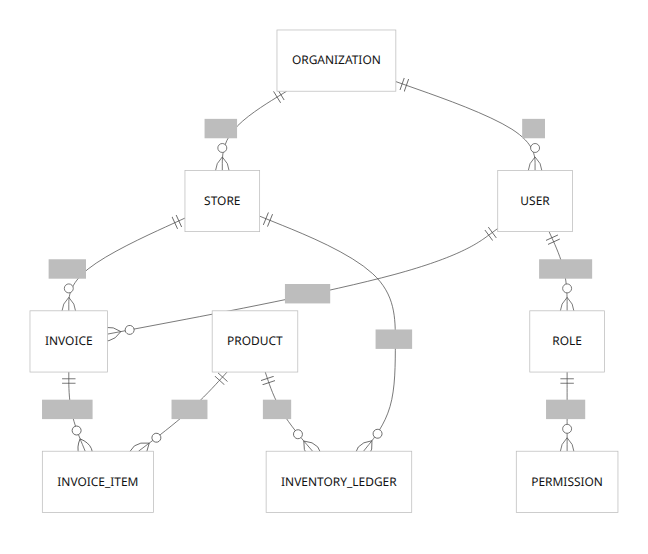 ORGANIZATION
STORE
USER
INVOICE
PRODUCT
ROLE
INVOICE_ITEM
INVENTORY_LEDGER
PERMISSION